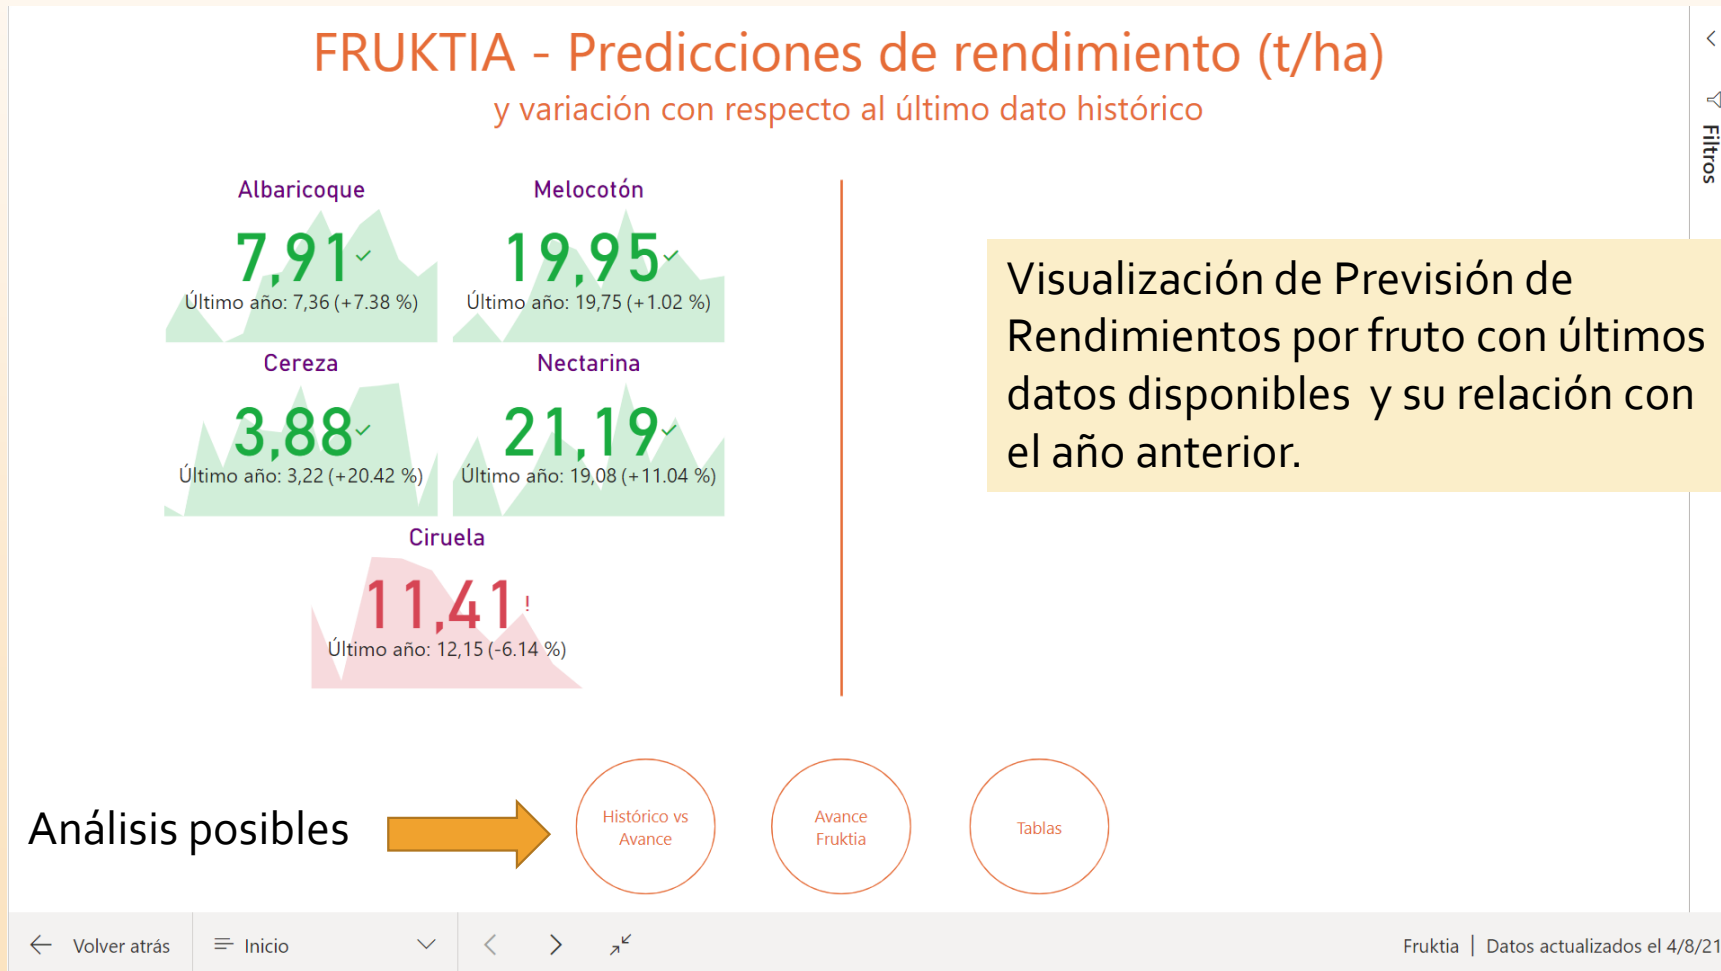 FRUKTIA - Predicciones de rendimiento (t/ha)
y variación con respecto al último dato histórico
Filtros
Albaricoque
7,91
Último año: 7,36 (+7.38 %)
Melocotón
19,95
Último año: 19,75 (+1.02 %)
Cereza
3,88
Último año: 3,22 (+20.42 %)
Nectarina
21,19
Último año: 19,08 (+11.04 %)
Ciruela
11,41!
Último año: 12,15 (-6.14 %)
Visualización de Previsión de
Rendimientos por fruto con últimos
datos disponibles y su relación con
el año anterior.
Análisis posibles
Histórico vs
Avance
Avance
Fruktia
Tablas
Volver atrás
Inicio
Fruktia | Datos actualizados el 4/8/21